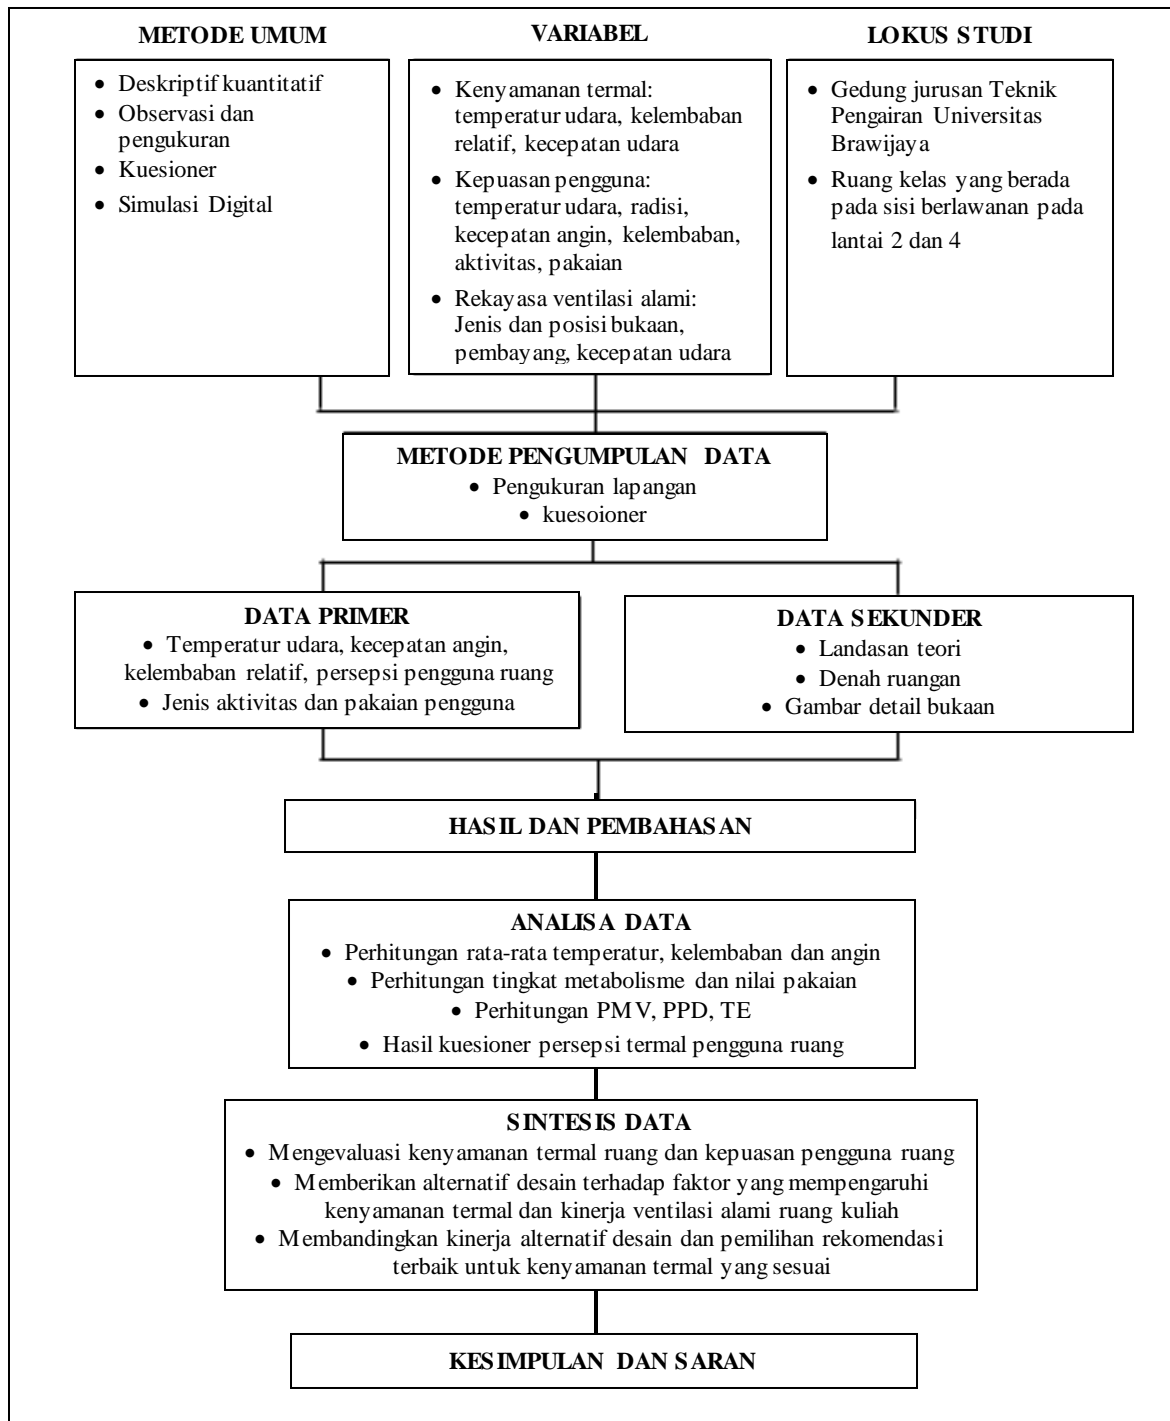 METODE UMUM
• Deskriptif kuantitatif
• Observasi dan
pengukuran
• Kuesioner
• Simulasi Digital
VARIABEL
• Kenyamanan termal:
temperatur udara, kelembaban
relatif, kecepatan udara
• Kepuasan pengguna:
temperatur udara, radisi,
kecepatan angin, kelembaban,
aktivitas, pakaian
• Rekayasa ventilasi alami:
Jenis dan posisi bukaan,
pembayang, kecepatan udara
LOKUS STUDI
• Gedung jurusan Teknik
Pengairan Universitas
Brawijaya
• Ruang kelas yang berada
pada sisi berlawanan pada
lantai 2 dan 4
METODE PENGUMPULAN DATA
• Pengukuran lapangan
• kuesoioner
DATA PRIMER
• Temperatur udara, kecepatan angin,
kelembaban relatif, persepsi pengguna ruang
• Jenis aktivitas dan pakaian pengguna
DATA SEKUNDER
• Landasan teori
• Denah ruangan
• Gambar detail bukaan
HASIL DAN PEMBAHASAN
ANALISA DATA
• Perhitungan rata-rata temperatur, kelembaban dan angin
• Perhitungan tingkat metabolisme dan nilai pakaian
• Perhitungan PMV, PPD, TE
• Hasil kuesioner persepsi termal pengguna ruang
SINTESIS DATA
• Mengevaluasi kenyamanan termal ruang dan kepuasan pengguna ruang
• Memberikan alternatif desain terhadap faktor yang mempengaruhi
kenyamanan termal dan kinerja ventilasi alami ruang kuliah
• Membandingkan kinerja alternatif desain dan pemilihan rekomendasi
terbaik untuk kenyamanan termal yang sesuai
KESIMPULAN DAN SARAN